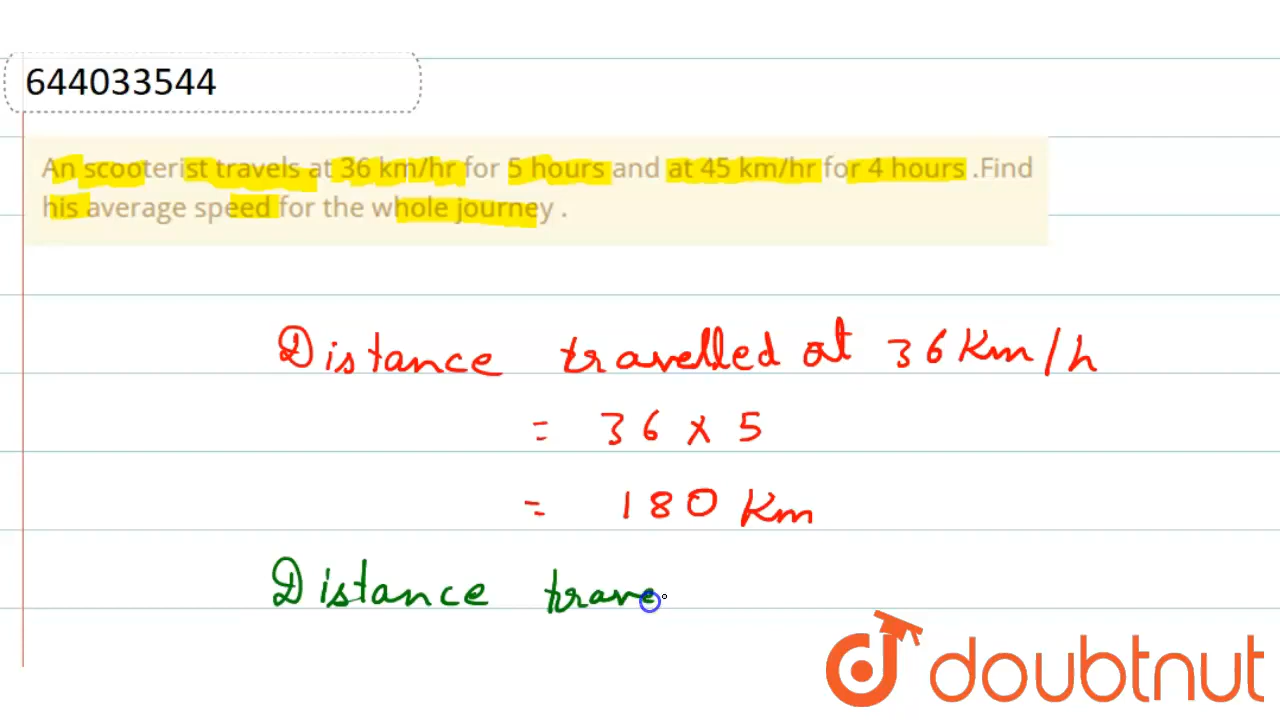 644033544
An scooterist travels at 36 km/hr for 5 hours and at 45 km/hr for 4 hours .Find
his average speed for the whole journey .
Distance travelled at 36 Km/h
= 36 x 5
= 180 Km
Distance trave
doubtnut